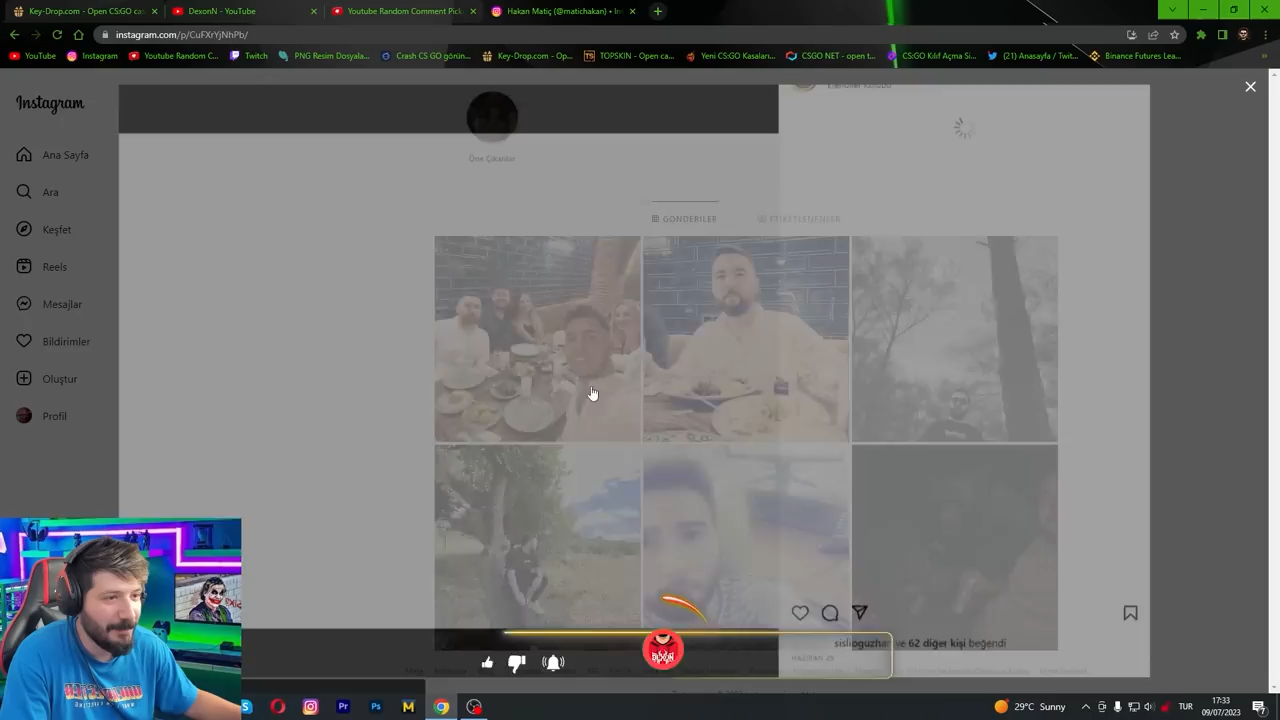 Key-Drop.com - Open CS:GO ca
DexonN - YouTube
Youtube Random Comment Pick
Hakan Matiç (@matichakan) • In
instagram.com/p/CuFXrYjNhPb/
YouTube
Instagram
Youtube Random Co...
Twitch
PNG Resim Dosyala...
Crash CS GO görün...
Key-Drop.com - Op...
TOPSKIN - Open ca...
Yeni CS:GO Kasaları...
CSGO NET - open t...
CS:GO Kılıf Açma Si...
(21) Anasayfa / Twit...
Binance Futures Lea...
Instagram
Ana Sayfa
Ara
Keşfet
Reels
Mesajlar
Bildirimler
Oluştur
Profil
Öne Çıkanlar
GÖNDERİLER
ETİKETLENENLER
sislioguzhan ve 62 diğer kişi beğendi
HAZİRAN 29
29°C Sunny
TUR
17:33
09/07/2023